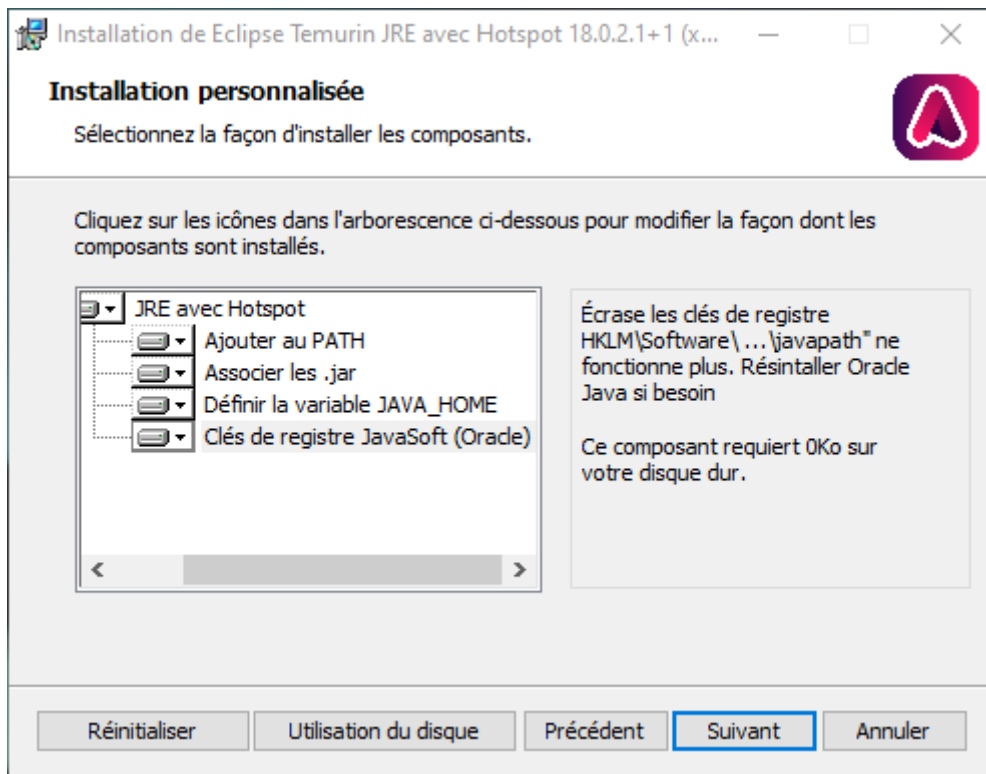 Installation de Eclipse Temurin JRE avec Hotspot 18.0.2.1+1 (x...
Installation personnalisée
Sélectionnez la façon d'installer les composants.
Cliquez sur les icônes dans l'arborescence ci-dessous pour modifier la façon dont les
composants sont installés.
JRE avec Hotspot
Ajouter au PATH
Associer les .jar
Définir la variable JAVA_HOME
Clés de registre JavaSoft (Oracle)
Écrase les clés de registre
HKLM\Software\ ...\javapath" ne
fonctionne plus. Résintaller Oracle
Java si besoin
Ce composant requiert 0Ko sur
votre disque dur.
Réinitialiser
Utilisation du disque
Précédent
Suivant
Annuler